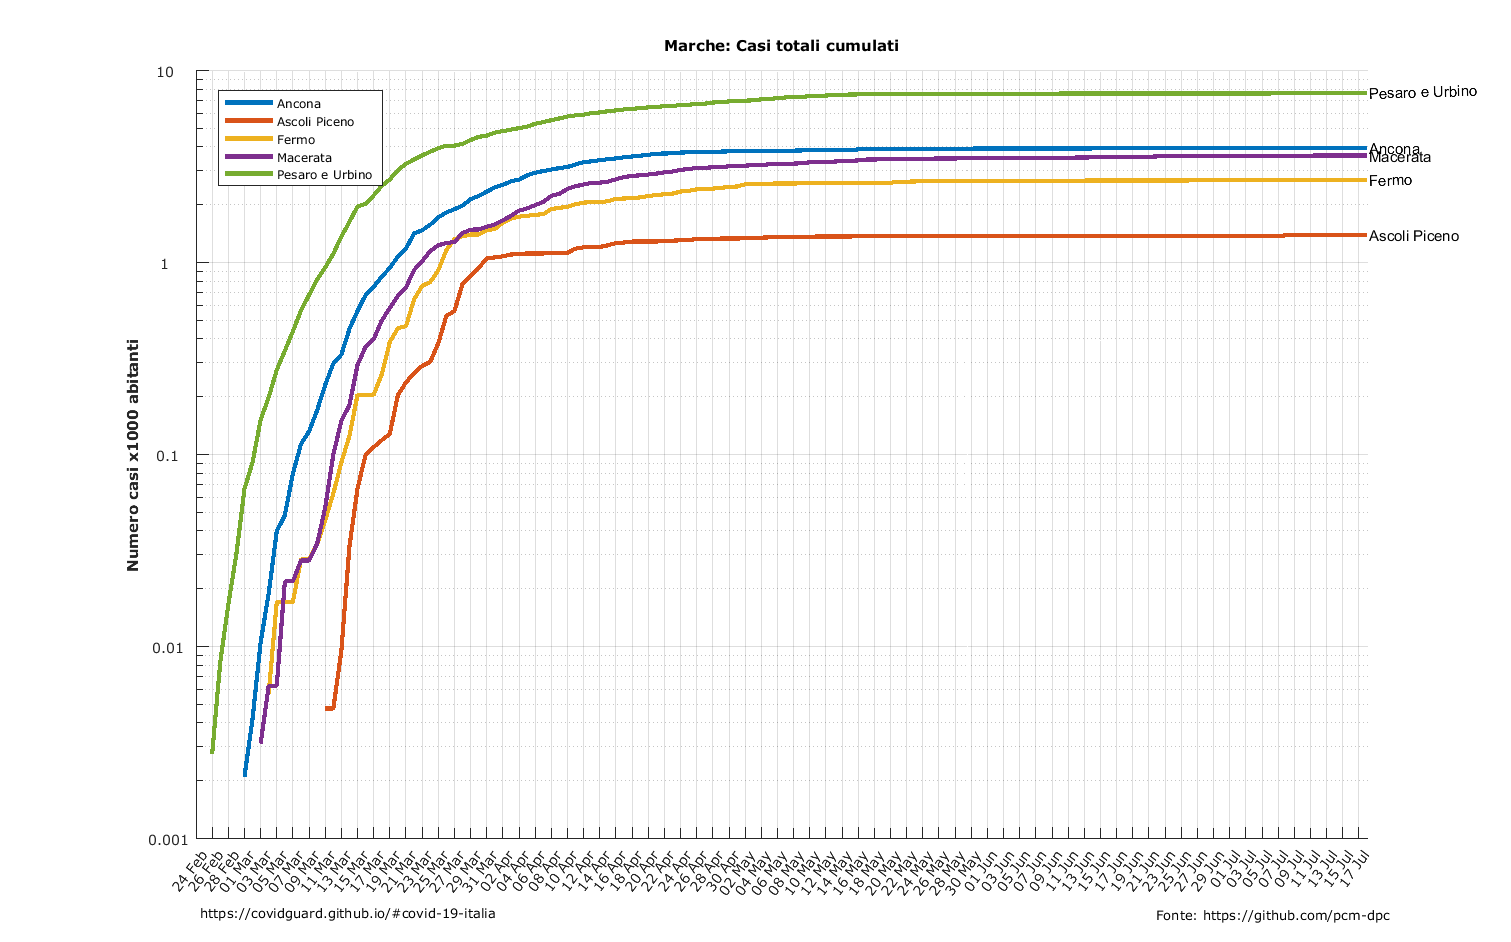 Marche: Casi totali cumulati
10
1
0.1
0.01
0.001
Numero casi x1000 abitanti
Ancona
Ascoli Piceno
Fermo
Macerata
Pesaro e Urbino
Pesaro e Urbino
Ancona
Macerata
Fermo
Ascoli Piceno
24 Feb
26 Feb
28 Feb
01 Mar
03 Mar
05 Mar
07 Mar
09 Mar
11 Mar
13 Mar
15 Mar
17 Mar
19 Mar
21 Mar
23 Mar
25 Mar
27 Mar
29 Mar
31 Mar
02 Apr
04 Apr
06 Apr
08 Apr
10 Apr
12 Apr
14 Apr
16 Apr
18 Apr
20 Apr
22 Apr
24 Apr
26 Apr
28 Apr
30 Apr
02 May
04 May
06 May
08 May
10 May
12 May
14 May
16 May
18 May
20 May
22 May
24 May
26 May
28 May
30 May
01 Jun
03 Jun
05 Jun
07 Jun
09 Jun
11 Jun
13 Jun
15 Jun
17 Jun
19 Jun
21 Jun
23 Jun
25 Jun
27 Jun
29 Jun
01 Jul
03 Jul
05 Jul
07 Jul
09 Jul
11 Jul
13 Jul
15 Jul
17 Jul
https://covidguard.github.io/#covid-19-italia
Fonte: https://github.com/pcm-dpc